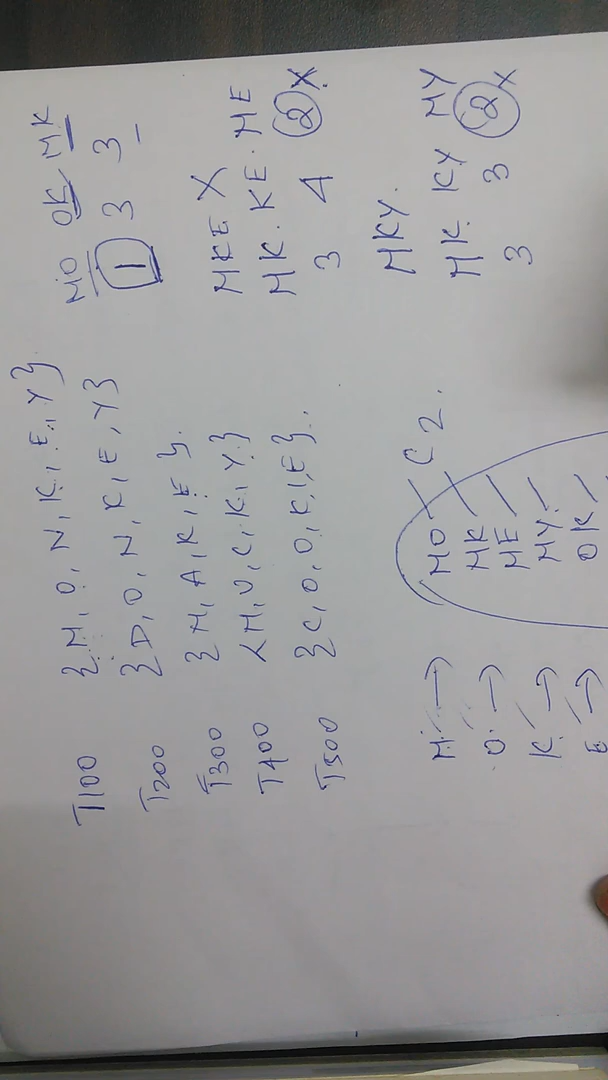 T100 {M, O, N, K, E, Y}
T200 {D, O, N, K, E, Y}
T300 {M, A, K, E}
T400 {M, U, C, K, Y}
T500 {C, O, O, K, I, E}
MO OK MK
1 3 3
MKE X
MK. KE. ME
3 4 2 X
MKY.
MK. KY MY
3 3 2 X
M →
O →
K →
E →
C2.
MO
MK
ME
MY
OK